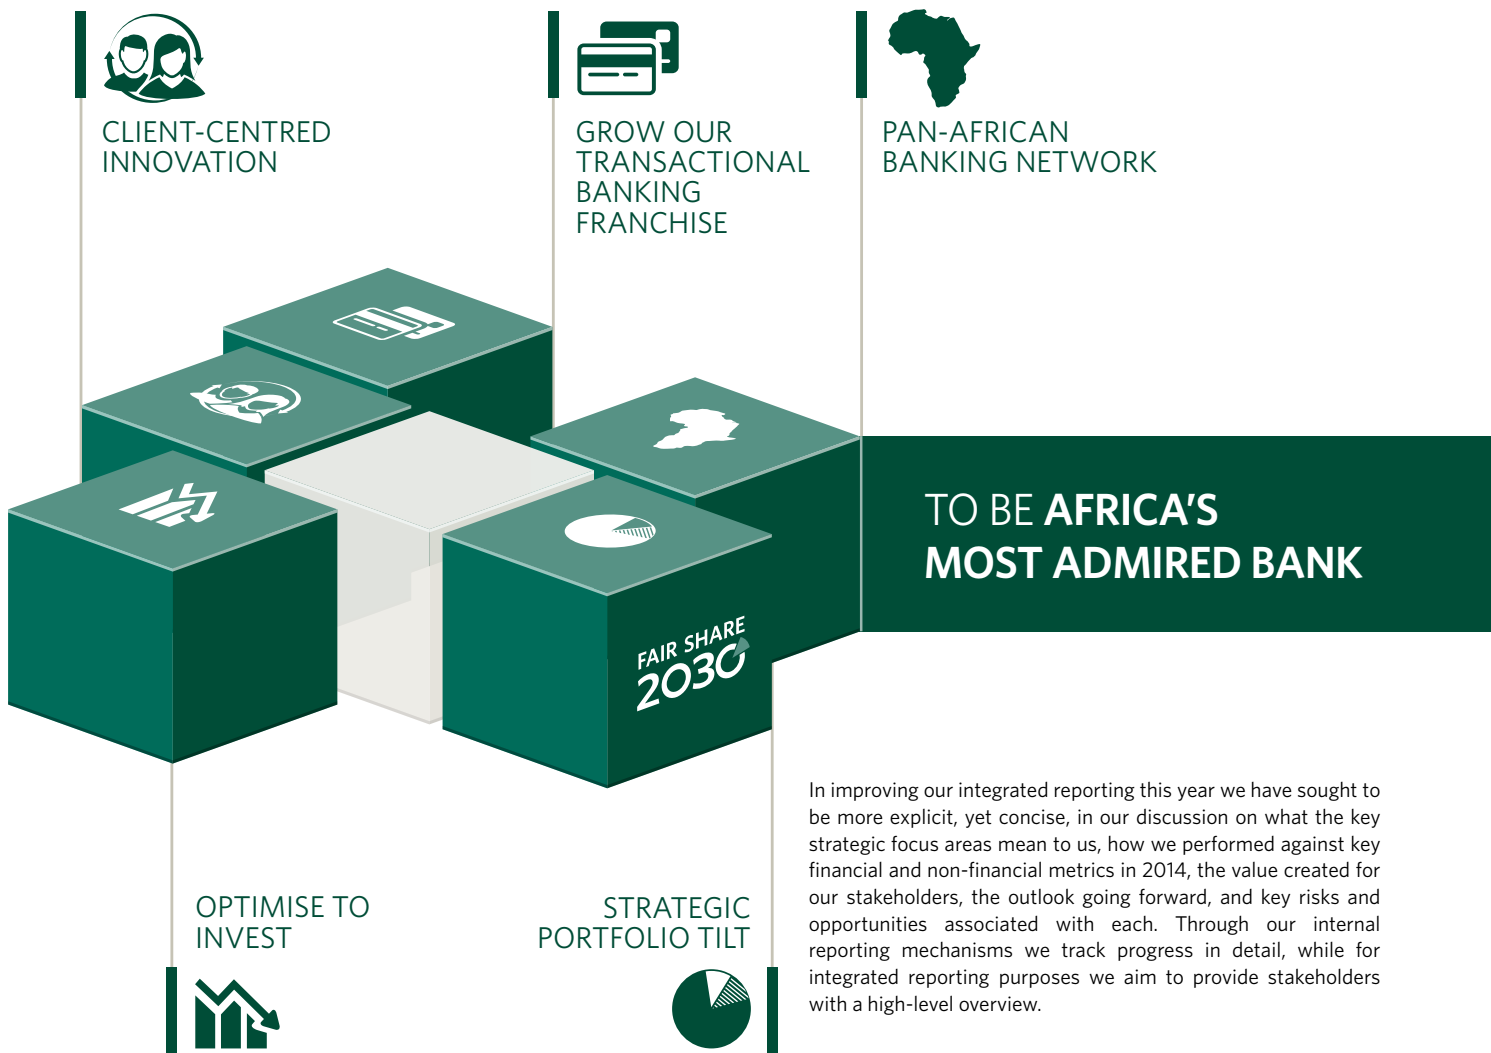 CLIENT-CENTRED
INNOVATION
GROW OUR
TRANSACTIONAL
BANKING
FRANCHISE
PAN-AFRICAN
BANKING NETWORK
TO BE AFRICA'S
MOST ADMIRED BANK
FAIR SHARE
2030
In improving our integrated reporting this year we have sought to
be more explicit, yet concise, in our discussion on what the key
strategic focus areas mean to us, how we performed against key
financial and non-financial metrics in 2014, the value created for
our stakeholders, the outlook going forward, and key risks and
opportunities associated with each. Through our internal
reporting mechanisms we track progress in detail, while for
integrated reporting purposes we aim to provide stakeholders
with a high-level overview.
OPTIMISE TO
INVEST
STRATEGIC
PORTFOLIO TILT